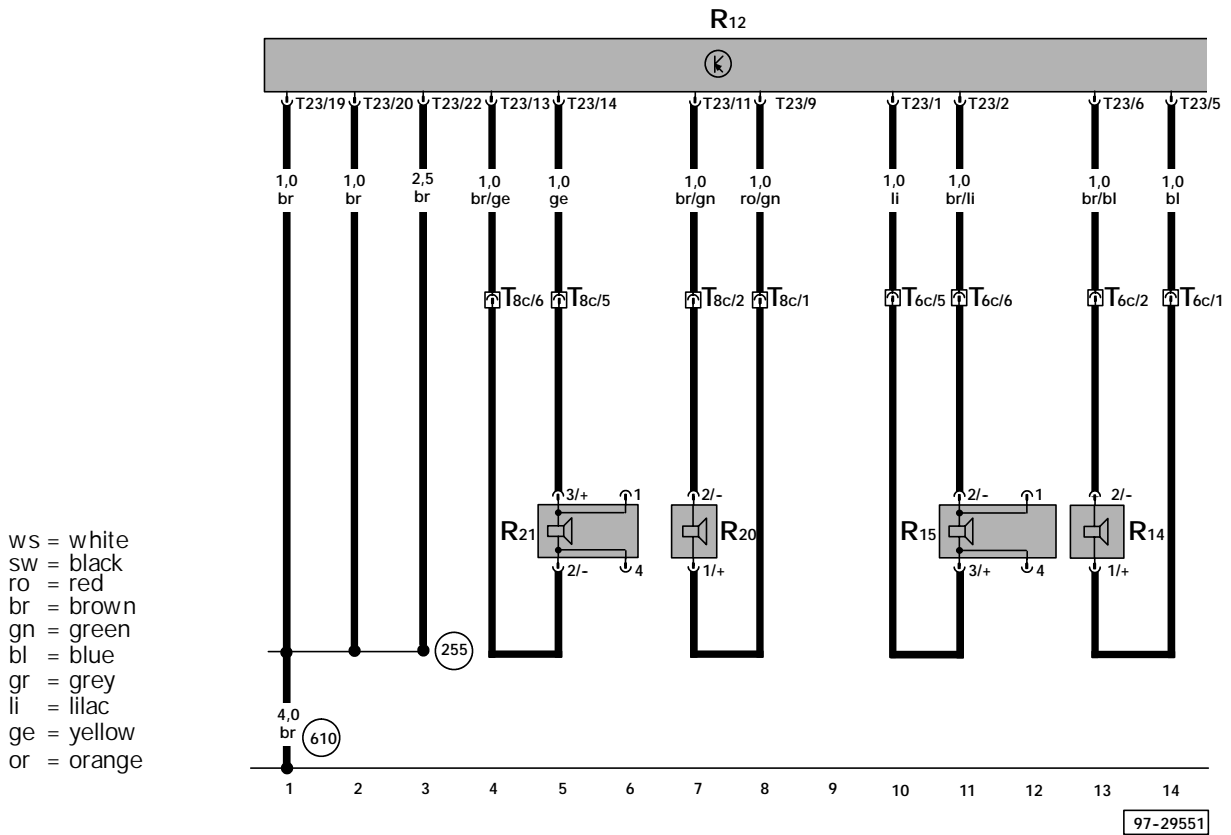 R12
T23/19 T23/20 T23/22 T23/13 T23/14 T23/11 T23/9 T23/1 T23/2 T23/6 T23/5
1,0 1,0 2,5 1,0 1,0 1,0 1,0 1,0 1,0 1,0 1,0
br br br br/ge ge br/gn ro/gn li br/li br/bl bl
T8c/6 T8c/5 T8c/2 T8c/1 T6c/5 T6c/6 T6c/2 T6c/1
3/+ 1 2/- 2/- 1 2/-
R21 R20 R15 R14
2/- 4 1/+ 3/+ 4 1/+
ws = white
sw = black
ro = red
br = brown
gn = green
bl = blue
gr = grey
li = lilac
ge = yellow
or = orange
255
4,0
br
610
1 2 3 4 5 6 7 8 9 10 11 12 13 14
97-29551